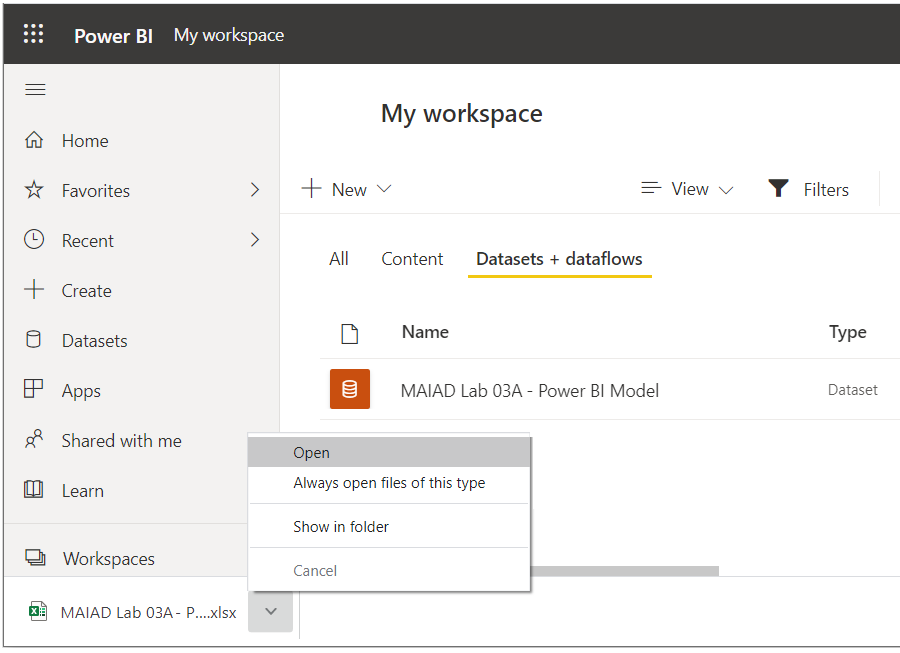 Power BI My workspace
My workspace
Home
Favorites
Recent
Create
Datasets
Apps
Shared with me
Learn
Workspaces
New View Filters
All Content Datasets + dataflows
Name Type
MAIAD Lab 03A - Power BI Model Dataset
Open
Always open files of this type
Show in folder
Cancel
MAIAD Lab 03A - P....xlsx